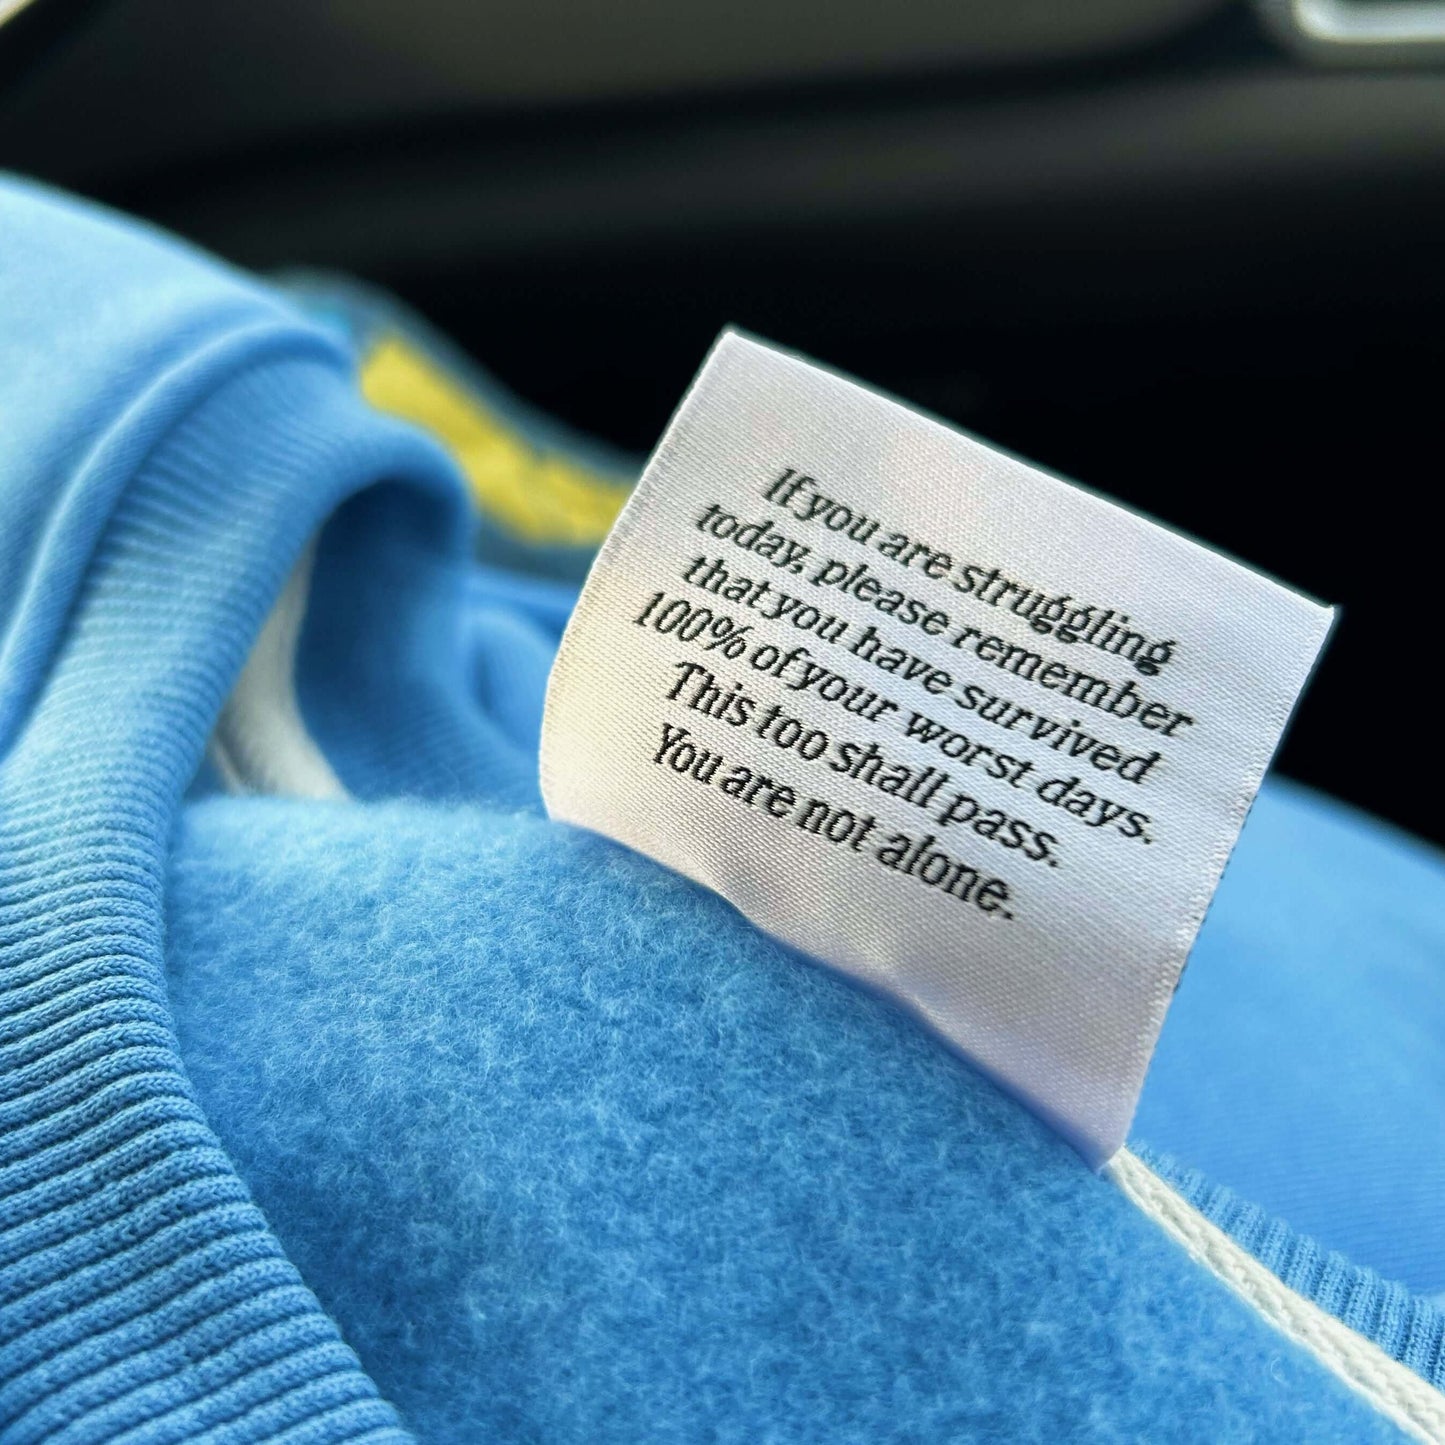 If you are struggling
today, please remember
that you have survived
100% of your worst days.
This too shall pass.
You are not alone.